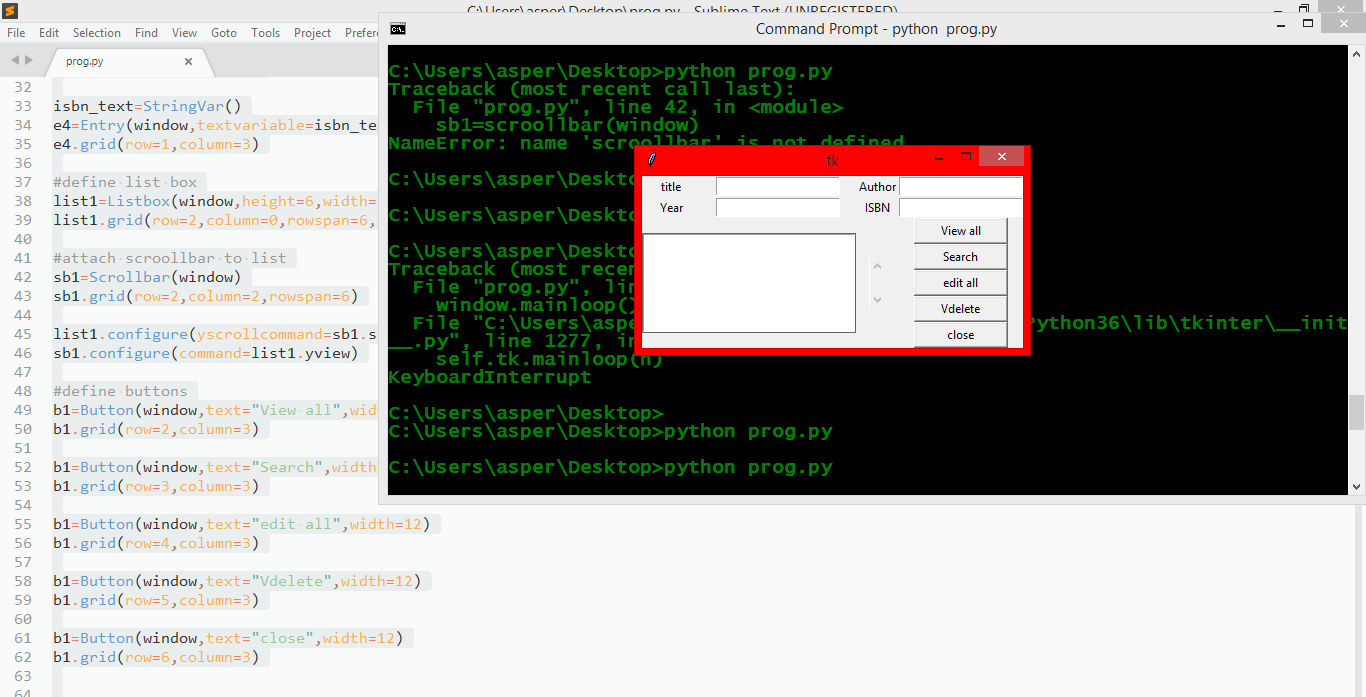 C:\Users\asper\Desktop\prog.py - Sublime Text (UNREGISTERED)
File Edit Selection Find View Goto Tools Project
prog.py
32
33 isbn_text=StringVar()
34 e4=Entry(window,textvariable=isbn_te
35 e4.grid(row=1,column=3)
36
37 #define list box
38 list1=Listbox(window,height=6,width=
39 list1.grid(row=2,column=0,rowspan=6,
40
41 #attach scroollbar to list
42 sb1=Scrollbar(window)
43 sb1.grid(row=2,column=2,rowspan=6)
44
45 list1.configure(yscrollcommand=sb1.s
46 sb1.configure(command=list1.yview)
47
48 #define buttons
49 b1=Button(window,text="View all",wid
50 b1.grid(row=2,column=3)
51
52 b1=Button(window,text="Search",width
53 b1.grid(row=3,column=3)
54
55 b1=Button(window,text="edit all",width=12)
56 b1.grid(row=4,column=3)
57
58 b1=Button(window,text="Vdelete",width=12)
59 b1.grid(row=5,column=3)
60
61 b1=Button(window,text="close",width=12)
62 b1.grid(row=6,column=3)
63
64
Command Prompt - python prog.py
C:\Users\asper\Desktop>python prog.py
Traceback (most recent call last):
File "prog.py", line 42, in <module>
sb1=scroollbar(window)
NameError: name 'scroollbar' is not defined
C:\Users\asper\Deskto
C:\Users\asper\Deskto
C:\Users\asper\Deskto
Traceback (most recen
File "prog.py", lin
window.mainloop()
File "C:\Users\aspe Python36\lib\tkinter\__init
__.py", line 1277, in
self.tk.mainloop(n)
KeyboardInterrupt
C:\Users\asper\Desktop>
C:\Users\asper\Desktop>python prog.py
C:\Users\asper\Desktop>python prog.py
tk
title Author
Year ISBN
View all
Search
edit all
Vdelete
close